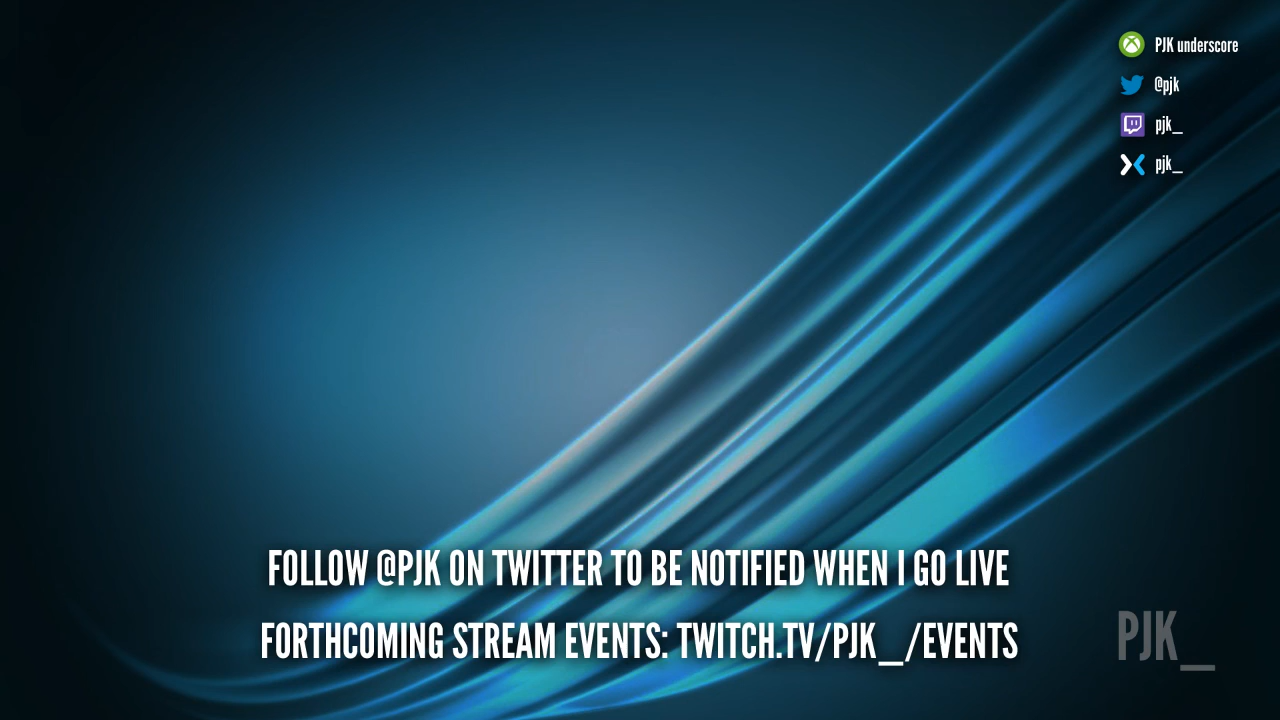 PJK underscore
@pjk
pjk_
pjk_
FOLLOW @PJK ON TWITTER TO BE NOTIFIED WHEN I GO LIVE
FORTHCOMING STREAM EVENTS: TWITCH.TV/PJK_/EVENTS
PJK_